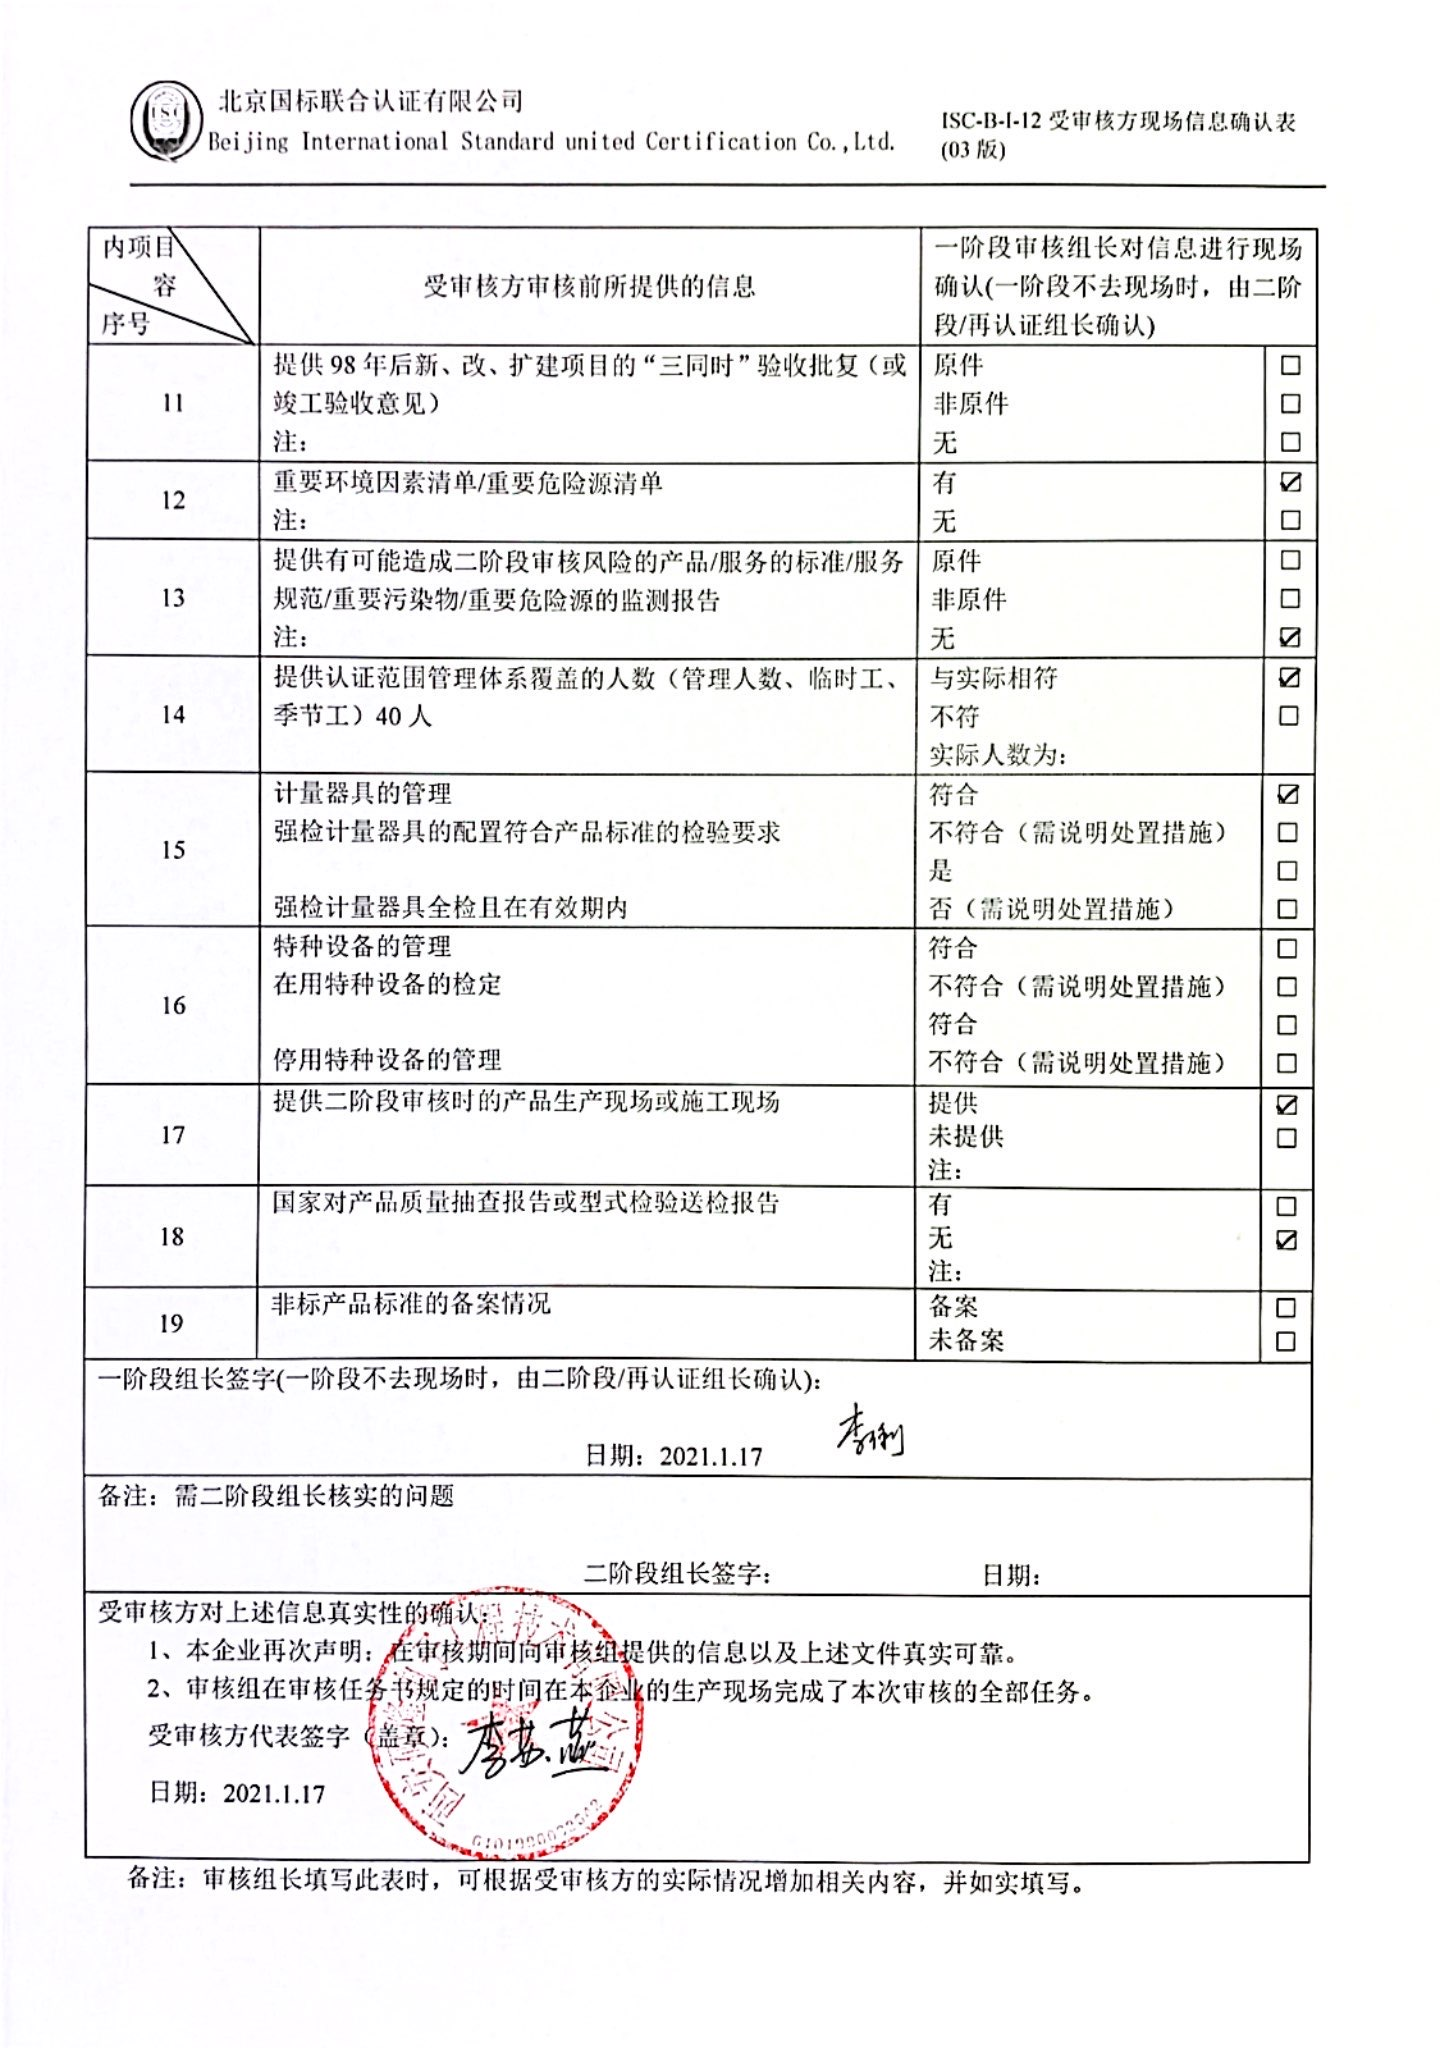 北京国标联合认证有限公司
Beijing International Standard united Certification Co.,Ltd.
ISC-B-I-12 受审核方现场信息确认表
(03 版)
内项目
容
序号
受审核方审核前所提供的信息
一阶段审核组长对信息进行现场
确认(一阶段不去现场时，由二阶
段/再认证组长确认)
11
提供 98 年后新、改、扩建项目的“三同时”验收批复（或
竣工验收意见）
注：
原件 □
非原件 □
无 □
12
重要环境因素清单/重要危险源清单
注：
有 ☑
无 □
13
提供有可能造成二阶段审核风险的产品/服务的标准/服务
规范/重要污染物/重要危险源的监测报告
注：
原件 □
非原件 □
无 ☑
14
提供认证范围管理体系覆盖的人数（管理人数、临时工、
季节工）40 人
与实际相符 ☑
不符 □
实际人数为：
15
计量器具的管理
强检计量器具的配置符合产品标准的检验要求
强检计量器具全检且在有效期内
符合 ☑
不符合（需说明处置措施） □
是 □
否（需说明处置措施） □
16
特种设备的管理
在用特种设备的检定
停用特种设备的管理
符合 □
不符合（需说明处置措施） □
符合 □
不符合（需说明处置措施） □
17
提供二阶段审核时的产品生产现场或施工现场
提供 ☑
未提供 □
注：
18
国家对产品质量抽查报告或型式检验送检报告
有 □
无 ☑
注：
19
非标产品标准的备案情况
备案 □
未备案 □
一阶段组长签字(一阶段不去现场时，由二阶段/再认证组长确认)：
日期：2021.1.17
备注：需二阶段组长核实的问题
二阶段组长签字： 日期：
受审核方对上述信息真实性的确认：
1、本企业再次声明：在审核期间向审核组提供的信息以及上述文件真实可靠。
2、审核组在审核任务书规定的时间在本企业的生产现场完成了本次审核的全部任务。
受审核方代表签字（盖章）：
日期：2021.1.17
备注：审核组长填写此表时，可根据受审核方的实际情况增加相关内容，并如实填写。